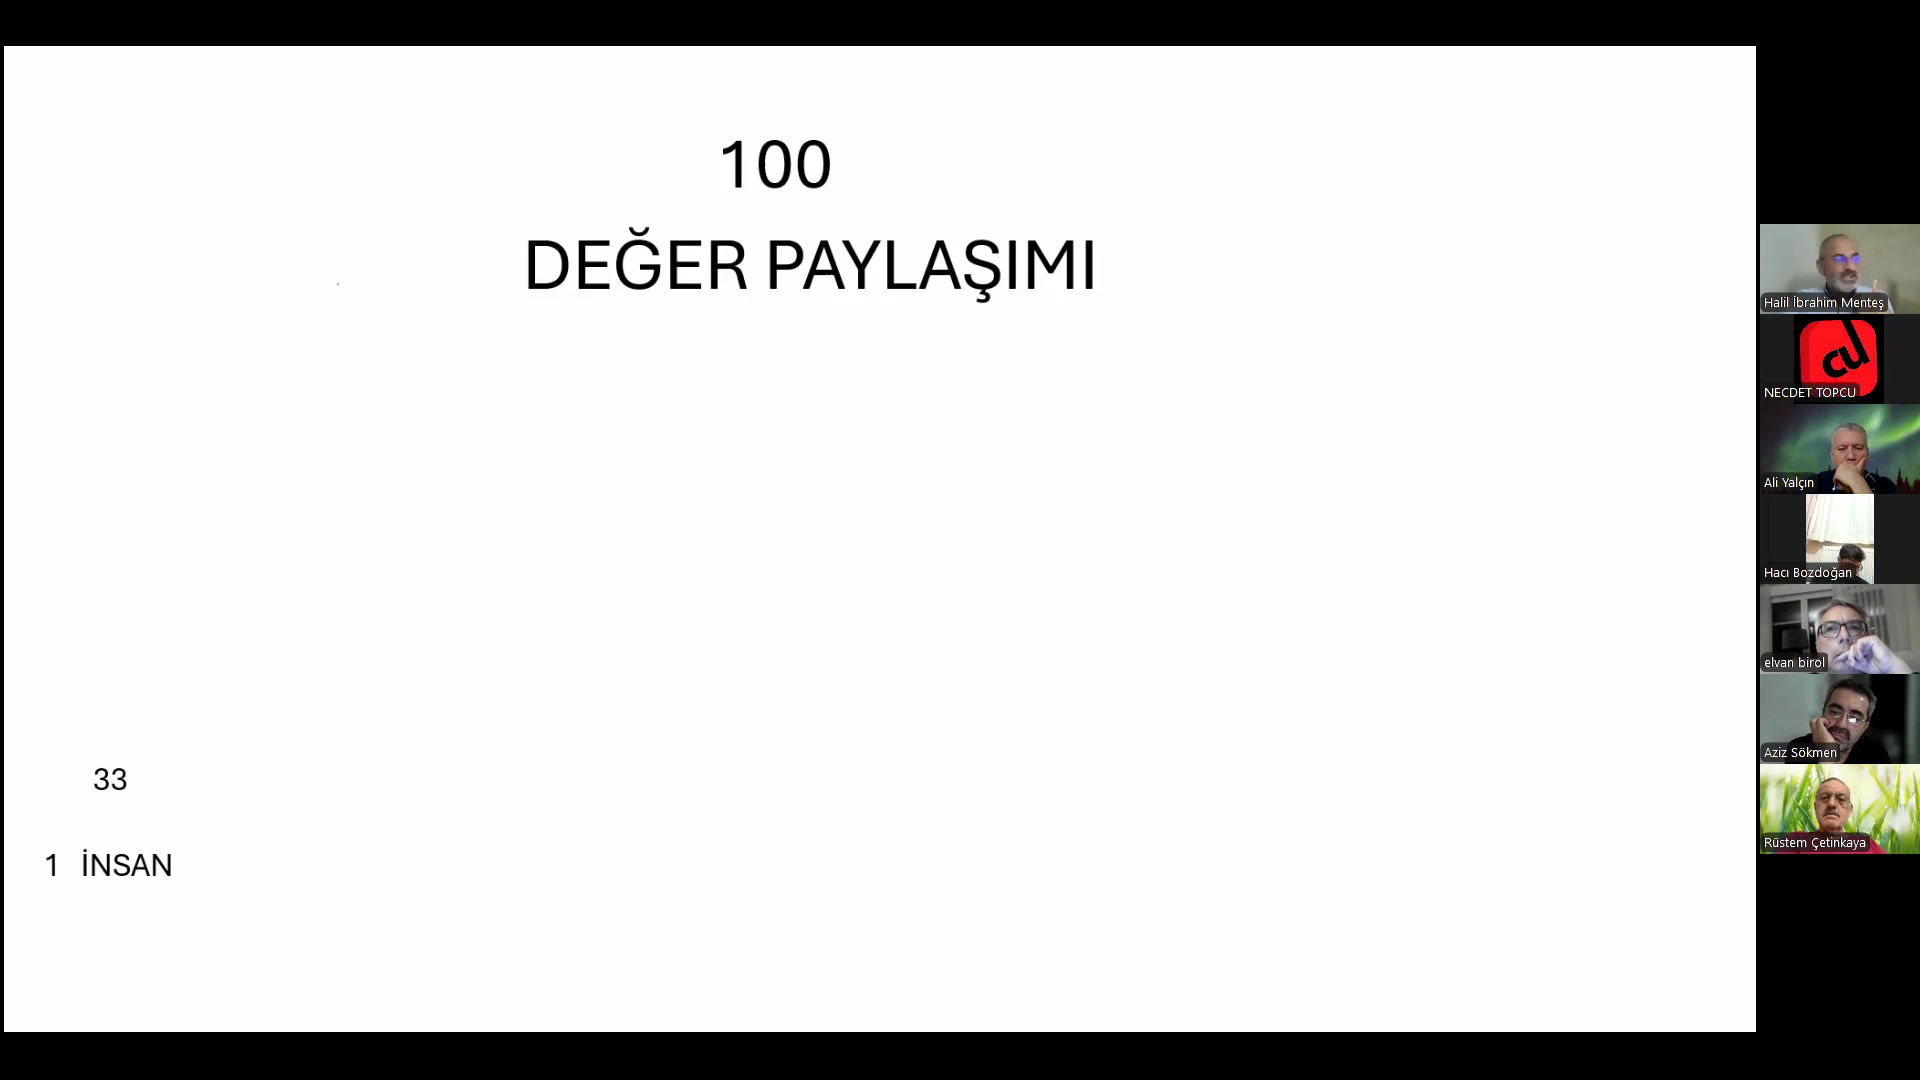 100
DEĞER PAYLAŞIMI
33
1 İNSAN
Halil İbrahim Menteş
cu
NECDET TOPCU
Ali Yalçın
Hacı Bozdoğan
elvan birol
Aziz Sökmen
Rüstem Çetinkaya